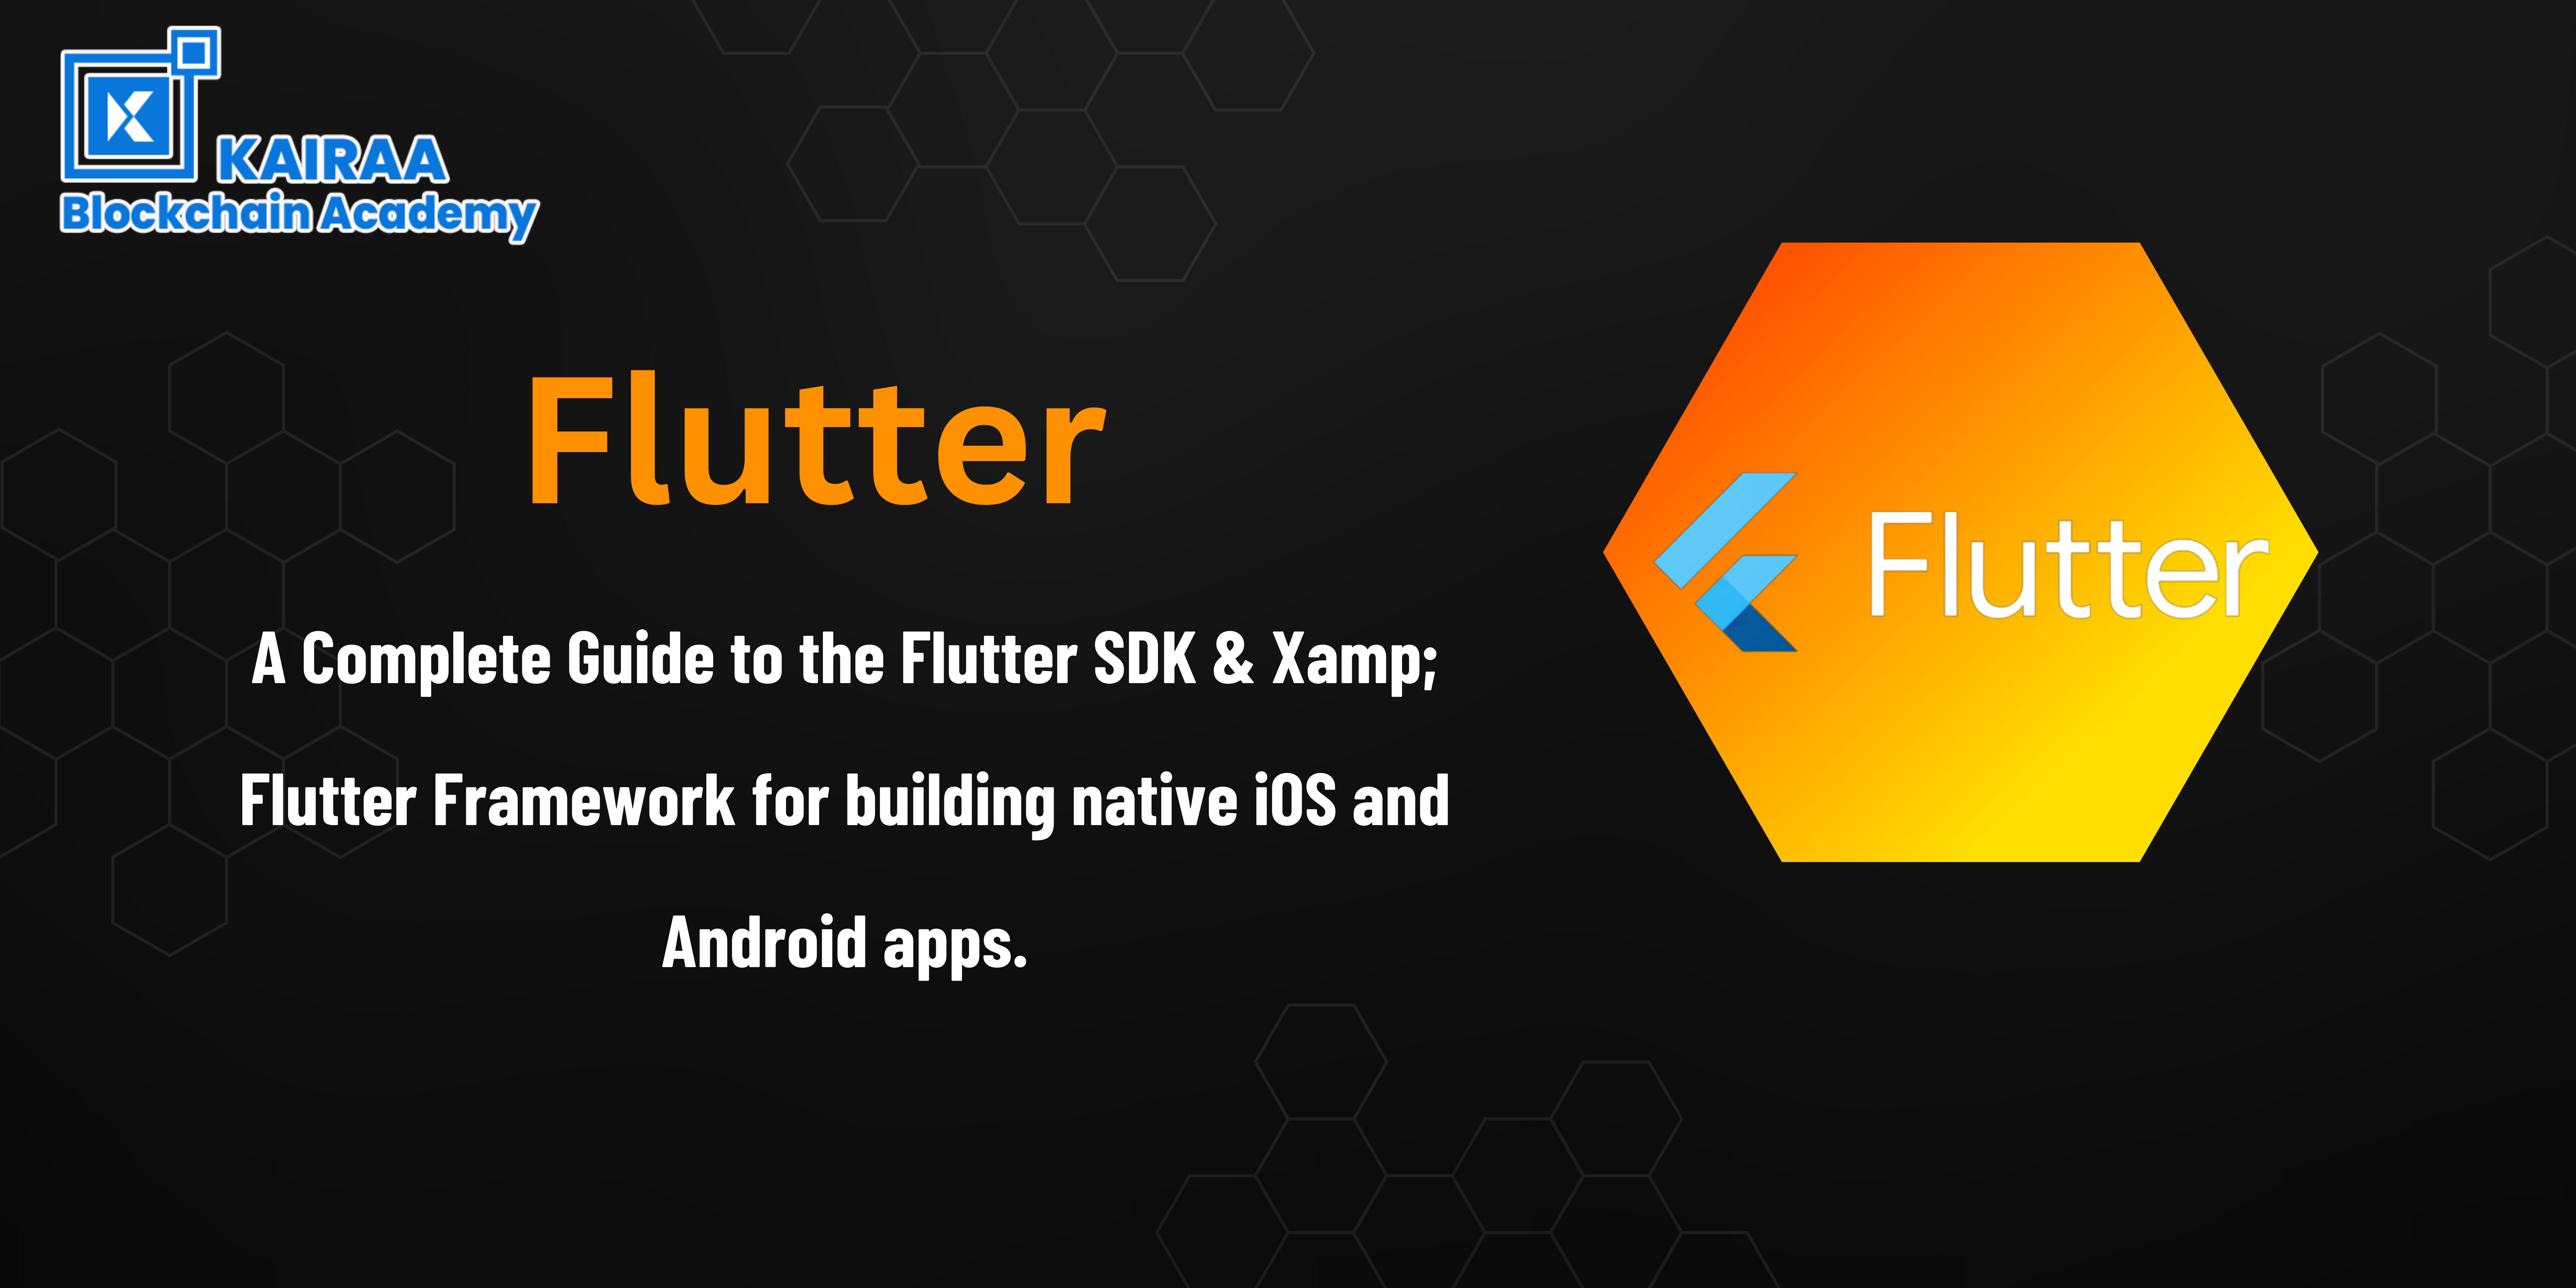 KAIRAA
Blockchain Academy
Flutter
A Complete Guide to the Flutter SDK & Xamp;
Flutter Framework for building native iOS and
Android apps.
Flutter